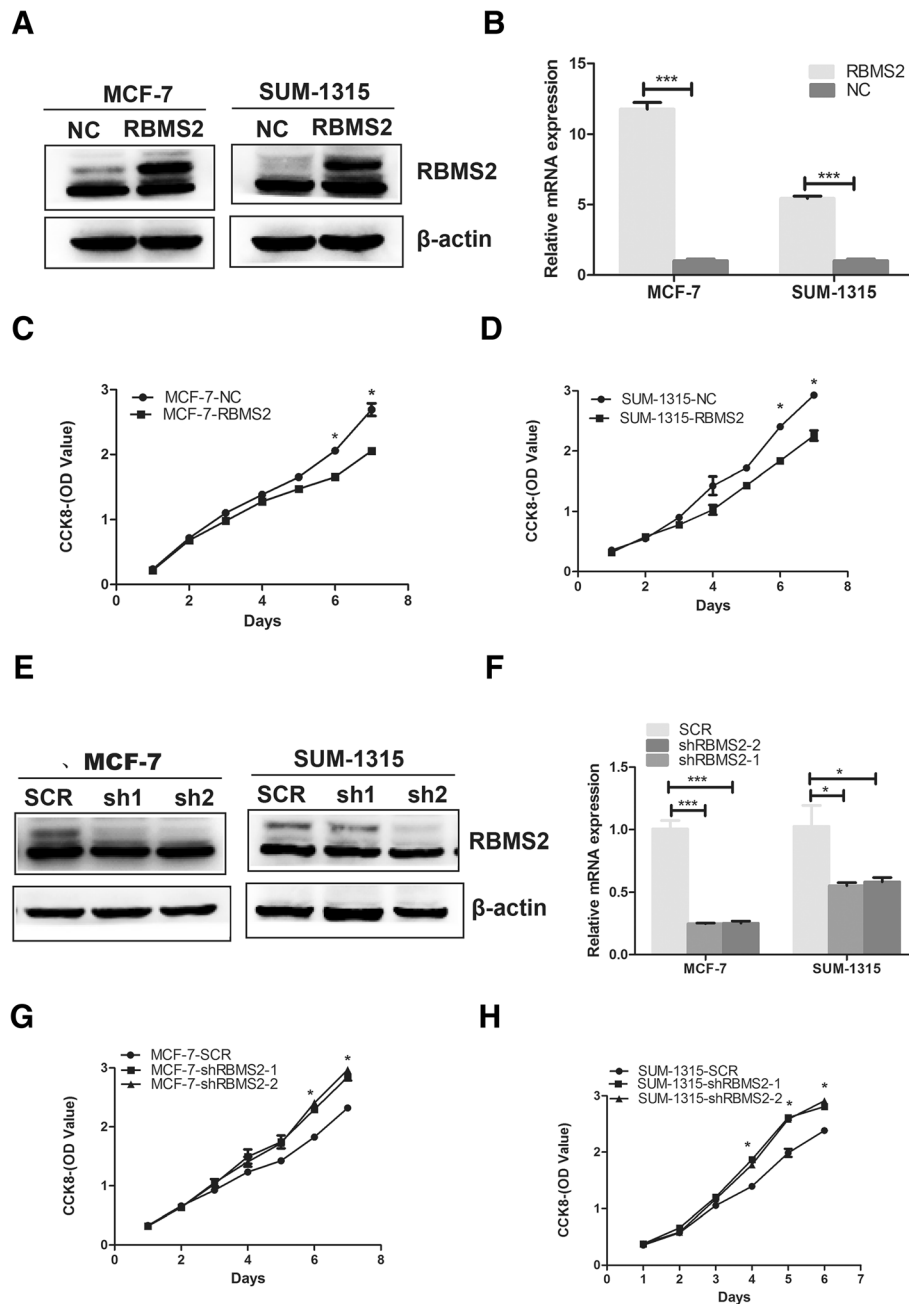 A
MCF-7
SUM-1315
NC RBMS2
NC RBMS2
RBMS2
β-actin
B
Relative mRNA expression
15
10
5
0
***
***
RBMS2
NC
MCF-7
SUM-1315
C
CCK8-(OD Value)
3
2
1
0
MCF-7-NC
MCF-7-RBMS2
*
*
0 2 4 6 8
Days
D
CCK8-(OD Value)
3
2
1
0
SUM-1315-NC
SUM-1315-RBMS2
*
*
0 2 4 6 8
Days
E
、MCF-7
SUM-1315
SCR sh1 sh2
SCR sh1 sh2
RBMS2
β-actin
F
SCR
shRBMS2-2
shRBMS2-1
Relative mRNA expression
1.5
1.0
0.5
0.0
***
***
*
*
MCF-7
SUM-1315
G
CCK8-(OD Value)
3
2
1
0
MCF-7-SCR
MCF-7-shRBMS2-1
MCF-7-shRBMS2-2
*
*
0 2 4 6 8
Days
H
CCK8-(OD Value)
3
2
1
0
SUM-1315-SCR
SUM-1315-shRBMS2-1
SUM-1315-shRBMS2-2
*
*
*
0 1 2 3 4 5 6 7
Days